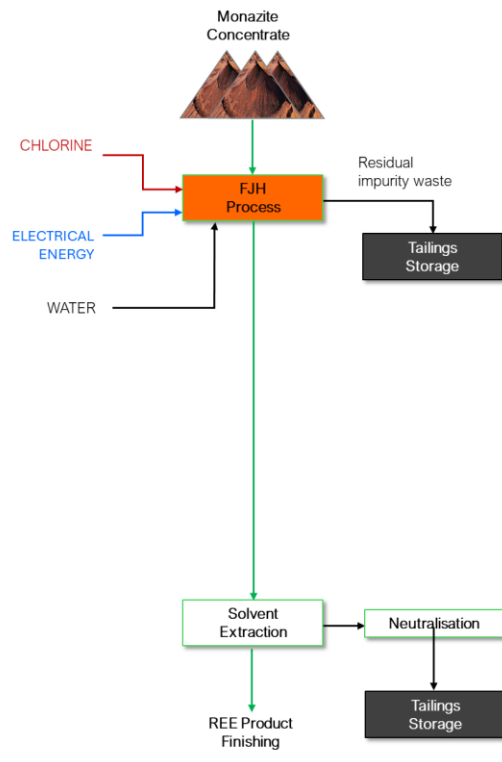 Monazite
Concentrate
CHLORINE
FJH
Process
Residual
impurity waste
ELECTRICAL
ENERGY
Tailings
Storage
WATER
Solvent
Extraction
Neutralisation
REE Product
Finishing
Tailings
Storage